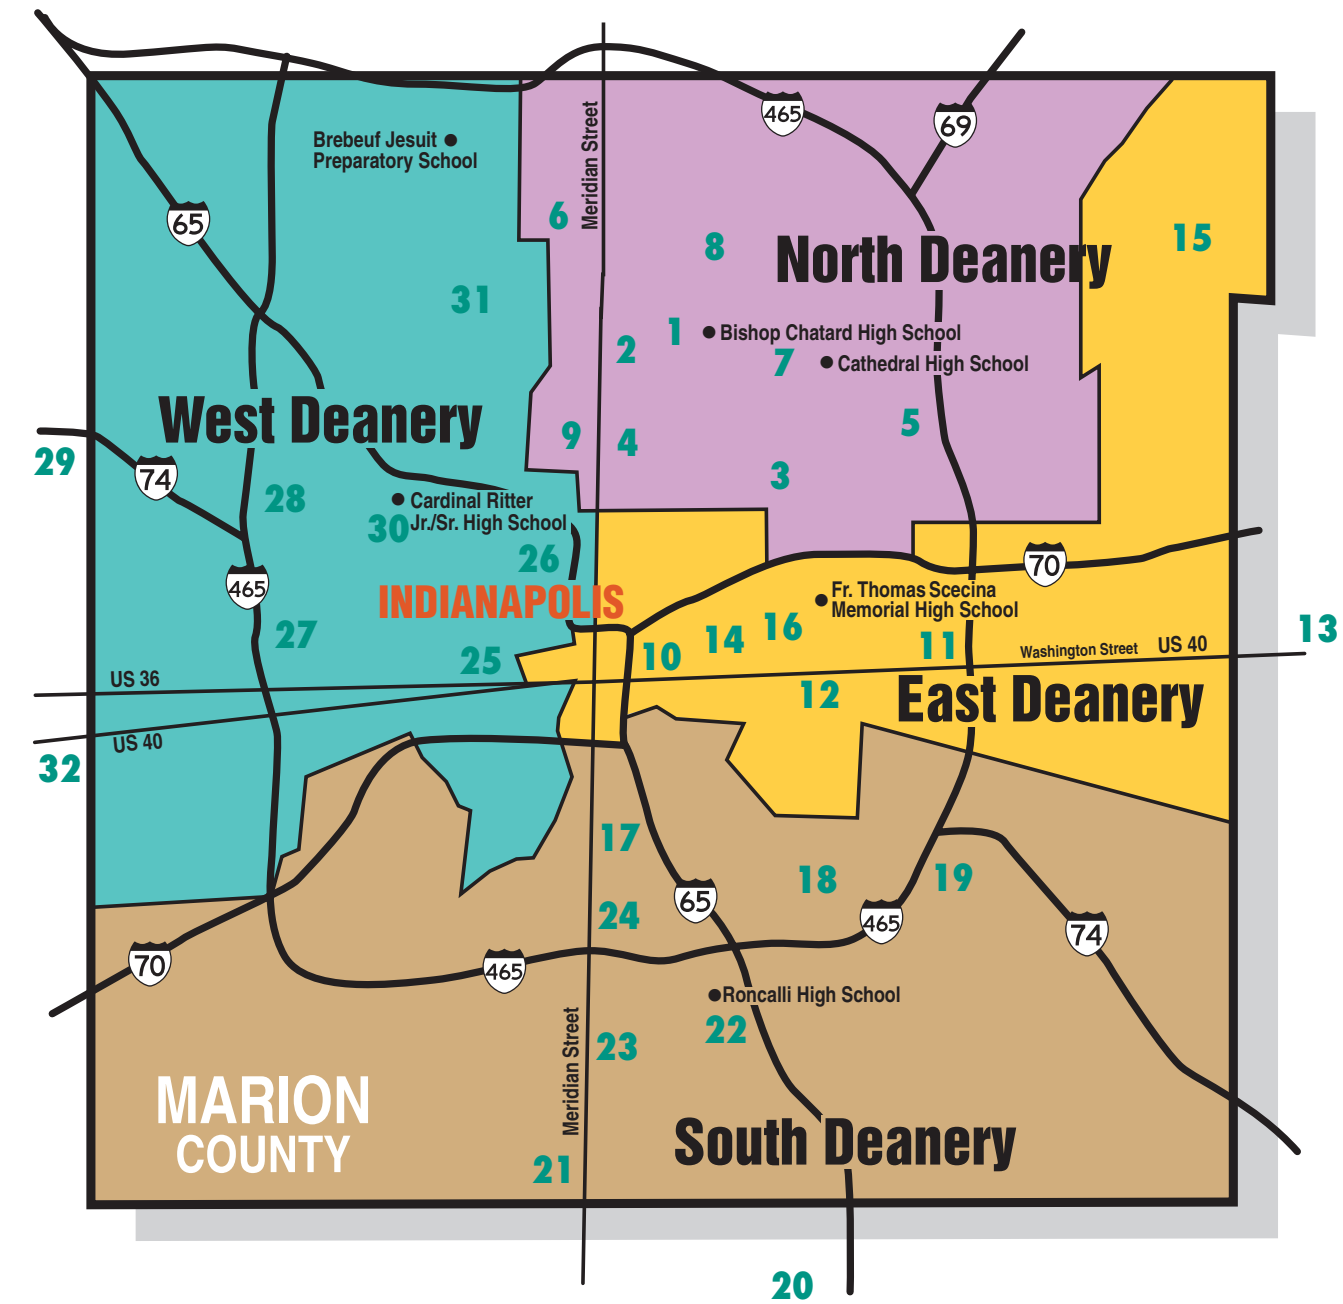 465
69
Meridian Street
Brebeuf Jesuit
Preparatory School
65
6
8
15
North Deanery
31
1
Bishop Chatard High School
2
7
Cathedral High School
West Deanery
5
9
4
29
74
3
28
Cardinal Ritter
30
Jr./Sr. High School
26
70
465
INDIANAPOLIS
Fr. Thomas Scecina
Memorial High School
27
16
14
13
11
25
10
Washington Street
US 40
US 36
12
East Deanery
US 40
32
17
18
19
65
24
465
74
70
465
Roncalli High School
22
23
Meridian Street
MARION
COUNTY
South Deanery
21
20